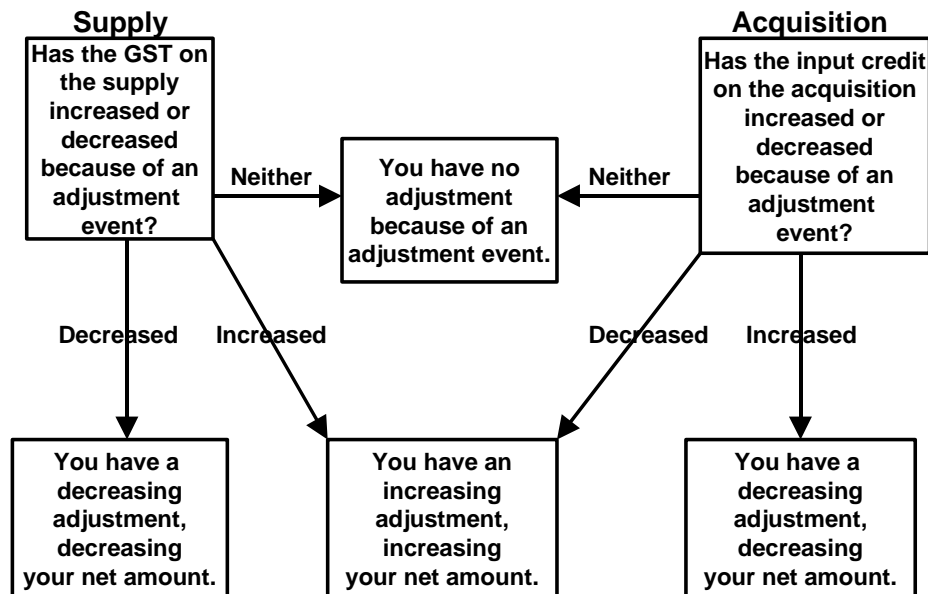 Supply
Has the GST on
the supply
increased or
decreased
because of an
adjustment
event?
Neither
You have no
adjustment
because of an
adjustment event.
Neither
Acquisition
Has the input credit
on the acquisition
increased or
decreased
because of an
adjustment
event?
Decreased
Increased
Decreased
Increased
You have a
decreasing
adjustment,
decreasing
your net amount.
You have an
increasing
adjustment,
increasing
your net amount.
You have a
decreasing
adjustment,
decreasing
your net amount.